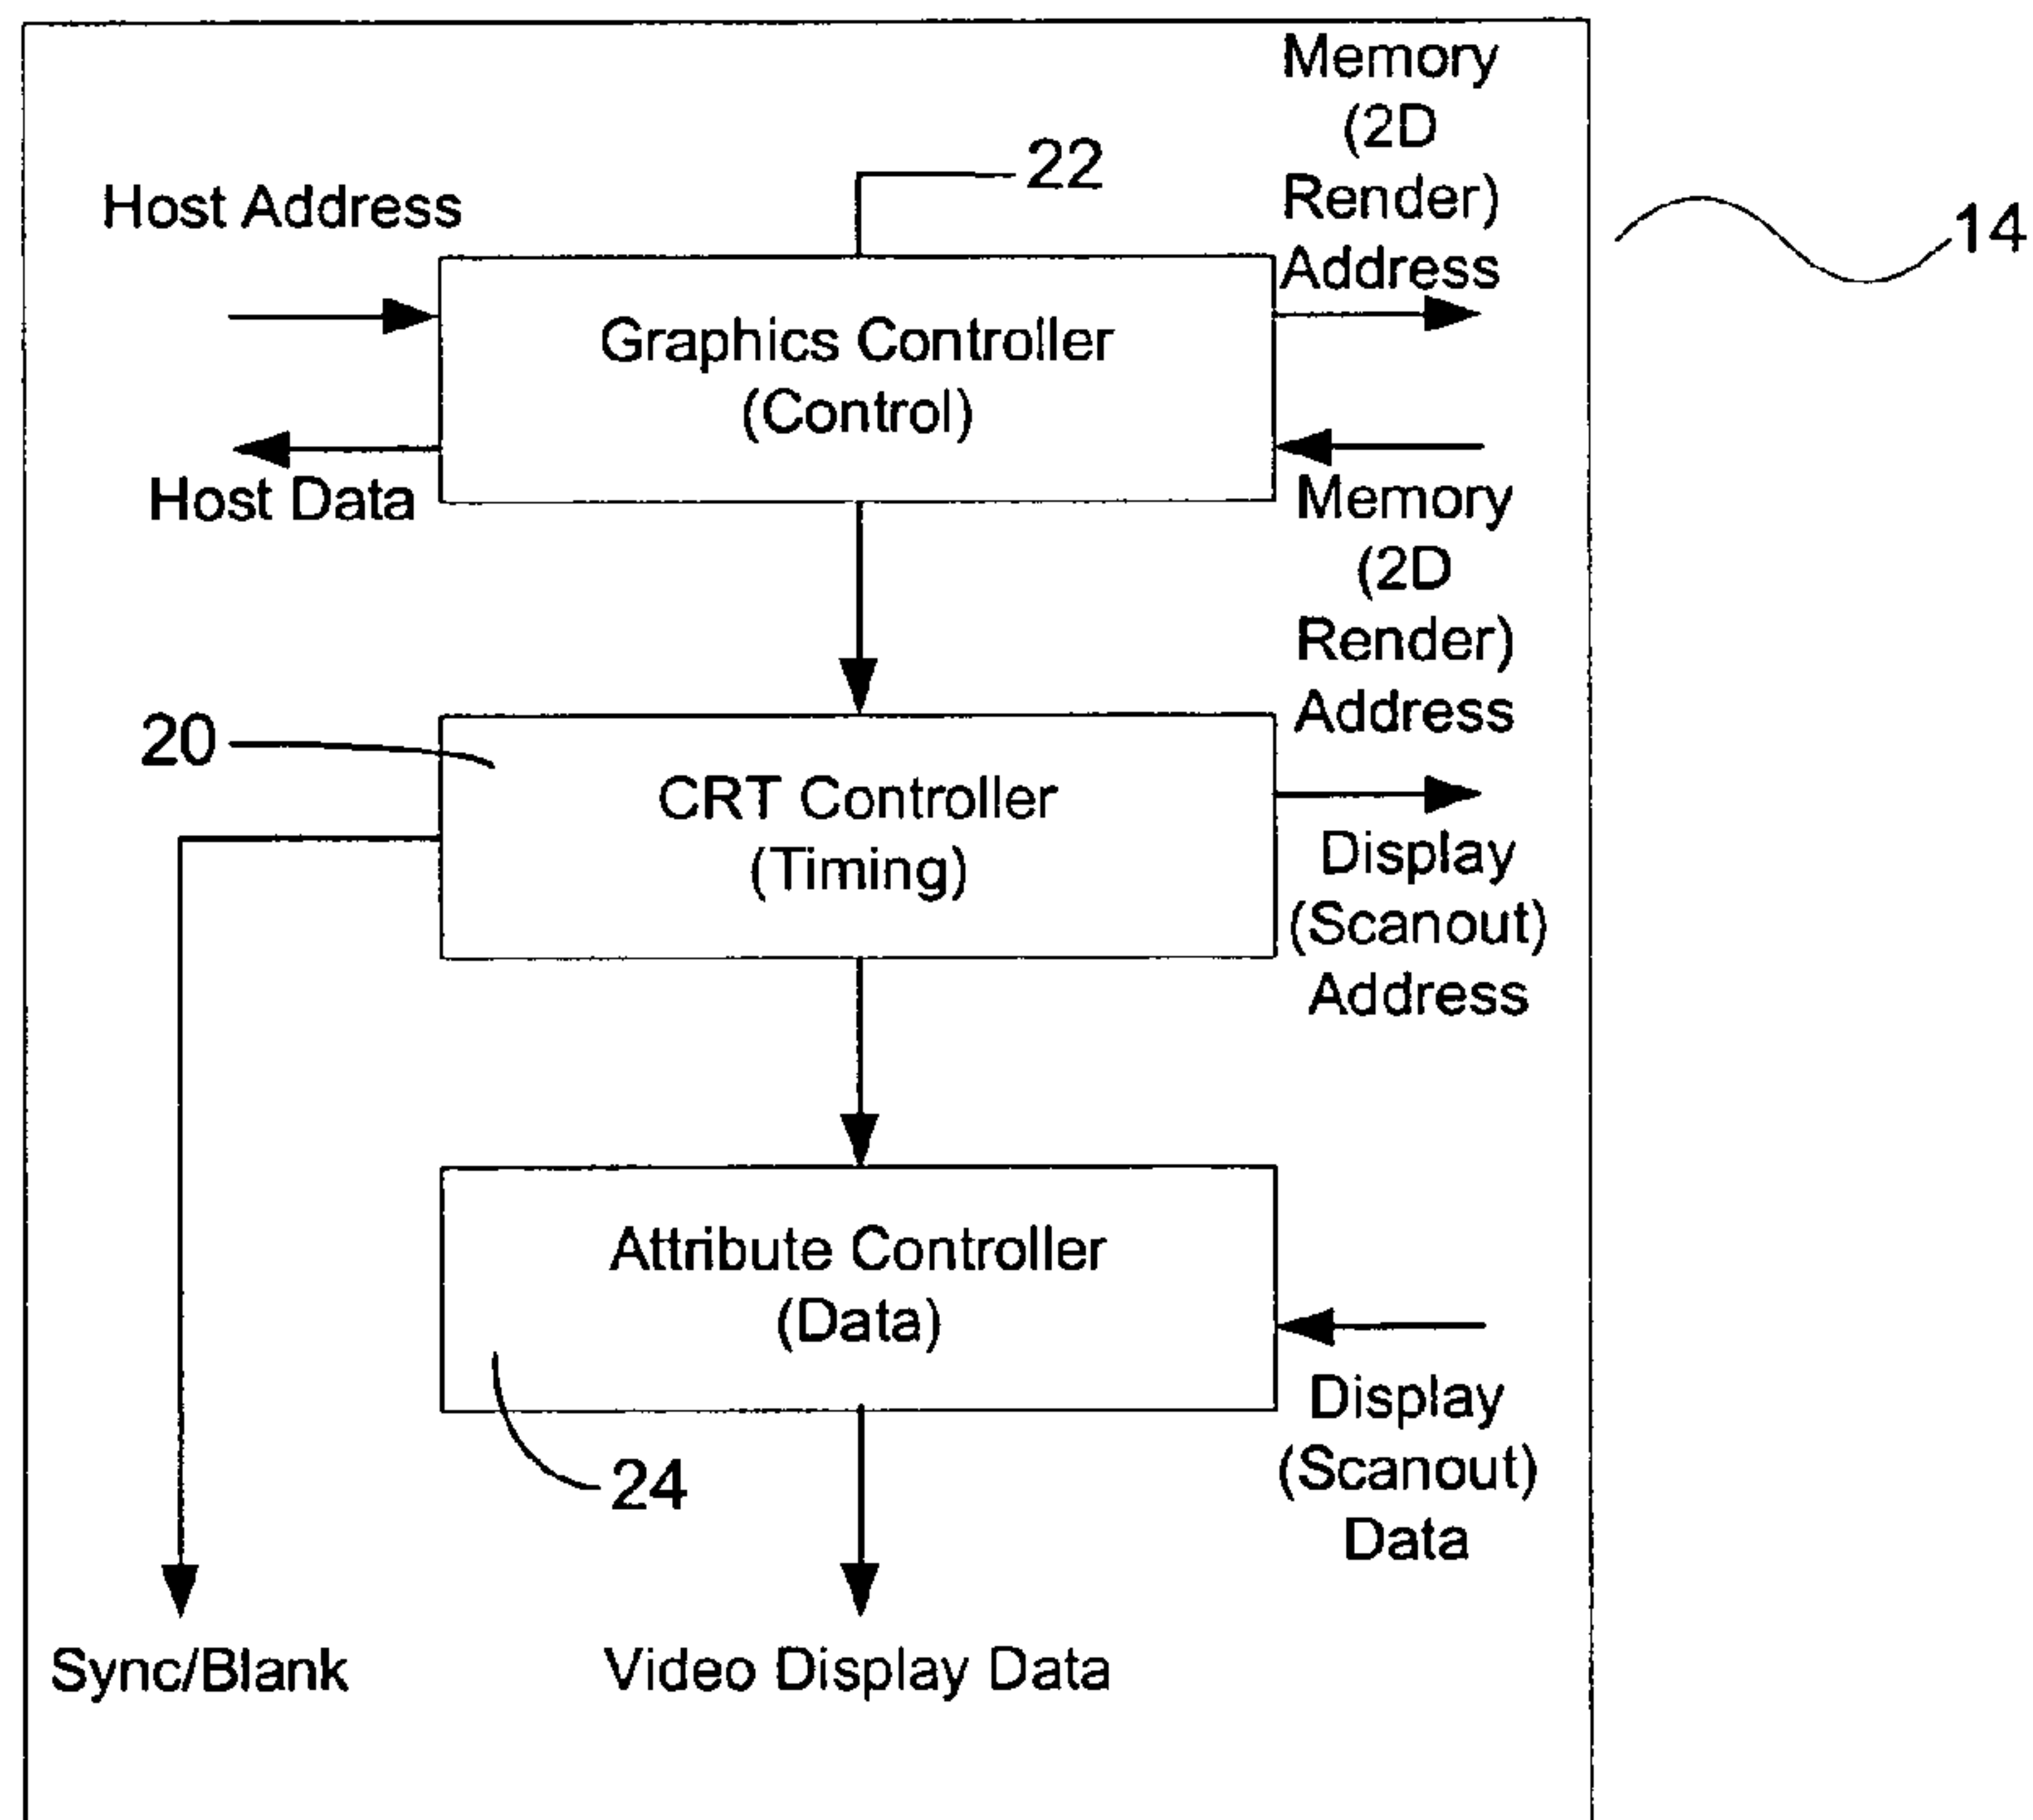 Memory
(2D
Render)
Address
22
14
Host Address
Graphics Controller
(Control)
Host Data
Memory
(2D
Render)
Address
20
CRT Controller
(Timing)
Display
(Scanout)
Address
Attribute Controller
(Data)
24
Display
(Scanout)
Data
Sync/Blank
Video Display Data